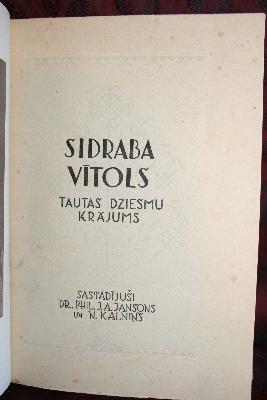 SIDRABA
VĪTOLS
TAUTAS DZIESMU
KRĀJUMS
SASTĀDĪJUŠI
DR. PHIL. J. A. JANSONS
UN N. KALNIŅŠ